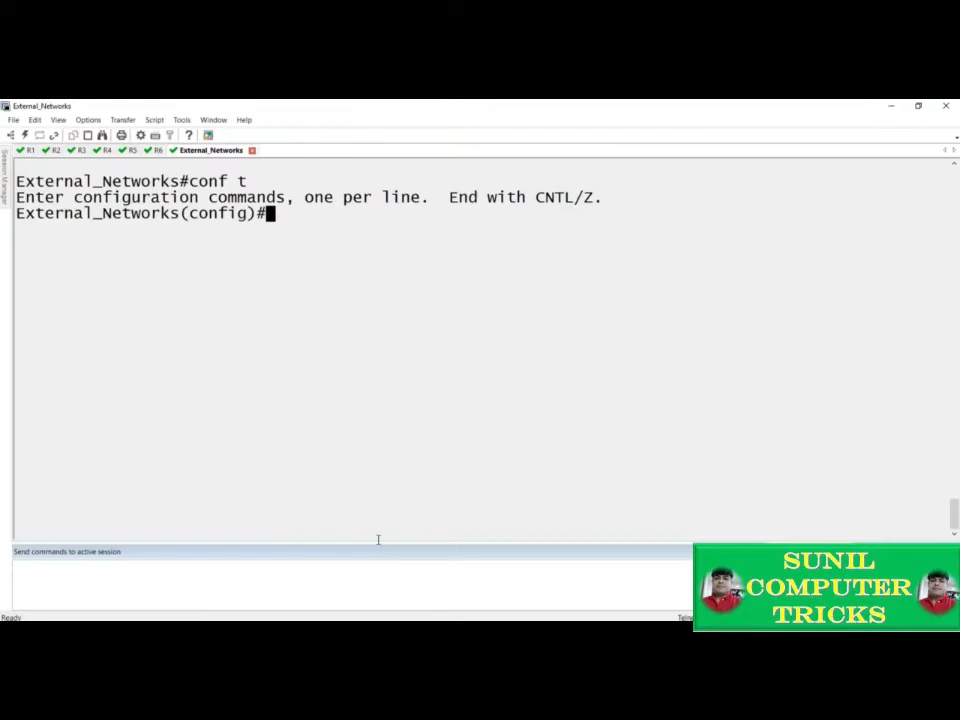 External_Networks
File Edit View Options Transfer Script Tools Window Help
R1 R2 R3 R4 R5 R6 External_Networks
Session Manager
External_Networks#conf t
Enter configuration commands, one per line.  End with CNTL/Z.
External_Networks(config)#
Send commands to active session
SUNIL
COMPUTER
TRICKS
Ready